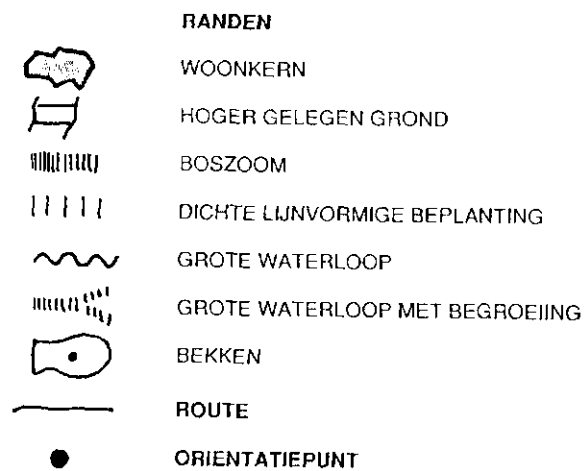 RANDEN
WOONKERN
HOGER GELEGEN GROND
BOSZOOM
DICHTE LIJNVORMIGE BEPLANTING
GROTE WATERLOOP
GROTE WATERLOOP MET BEGROEIING
BEKKEN
ROUTE
ORIENTATIEPUNT